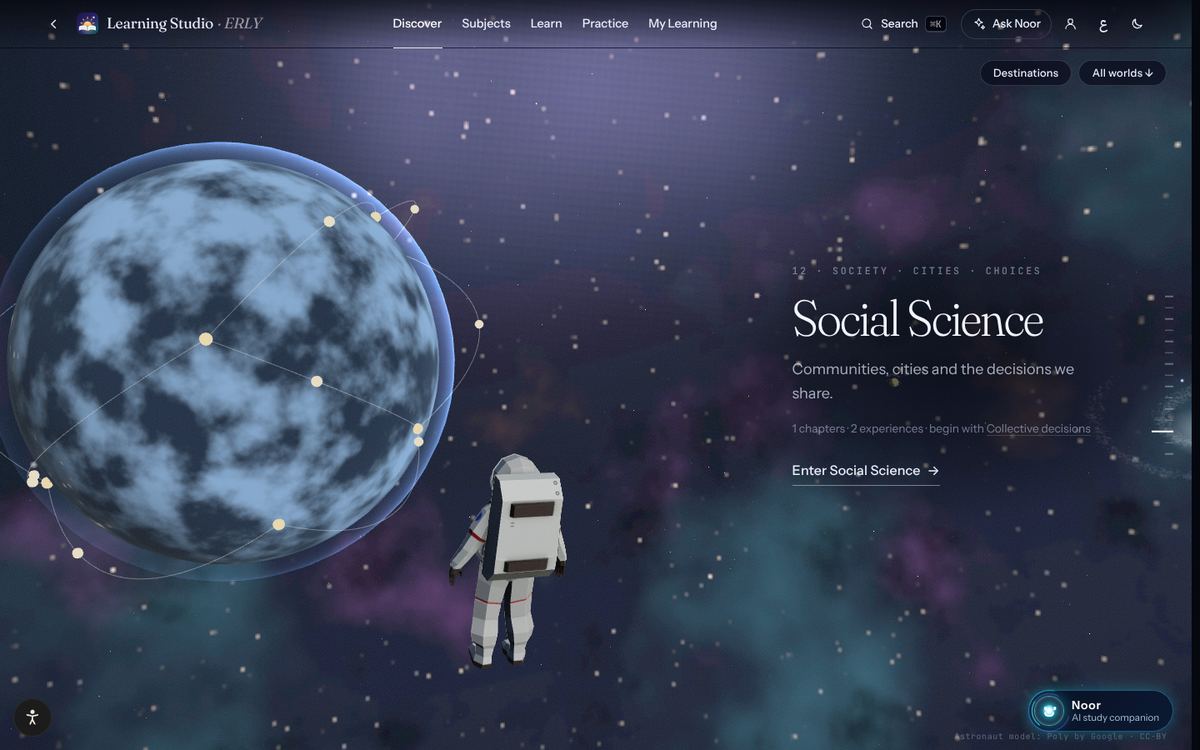 Learning Studio · ERLY
Discover Subjects Learn Practice My Learning
Search ⌘K Ask Noor ع
Destinations All worlds ↓
12 · SOCIETY · CITIES · CHOICES
Social Science
Communities, cities and the decisions we
share.
1 chapters · 2 experiences · begin with Collective decisions
Enter Social Science →
Noor
AI study companion
Astronaut model: Poly by Google · CC-BY